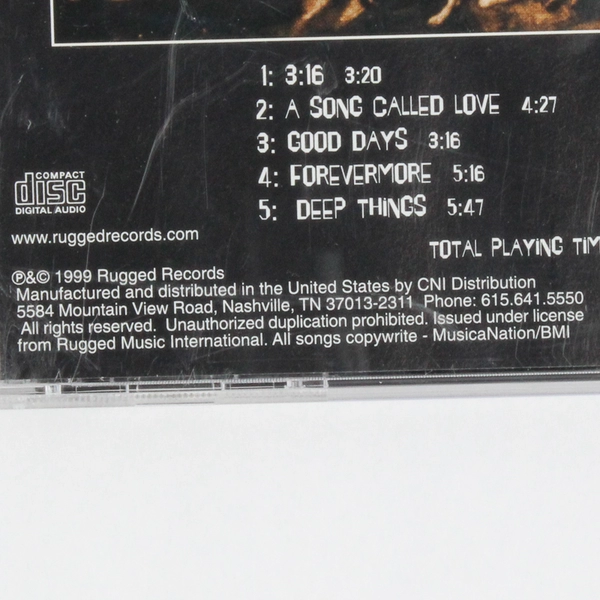 1: 3:16 3:20
2: A SONG CALLED LOVE 4:27
3: GOOD DAYS 3:16
4: FOREVERMORE 5:16
5: DEEP THINGS 5:47
TOTAL PLAYING TIM
COMPACT
disc
DIGITAL AUDIO
www.ruggedrecords.com
℗&© 1999 Rugged Records
Manufactured and distributed in the United States by CNI Distribution
5584 Mountain View Road, Nashville, TN 37013-2311 Phone: 615.641.5550
All rights reserved. Unauthorized duplication prohibited. Issued under license
from Rugged Music International. All songs copywrite - MusicaNation/BMI